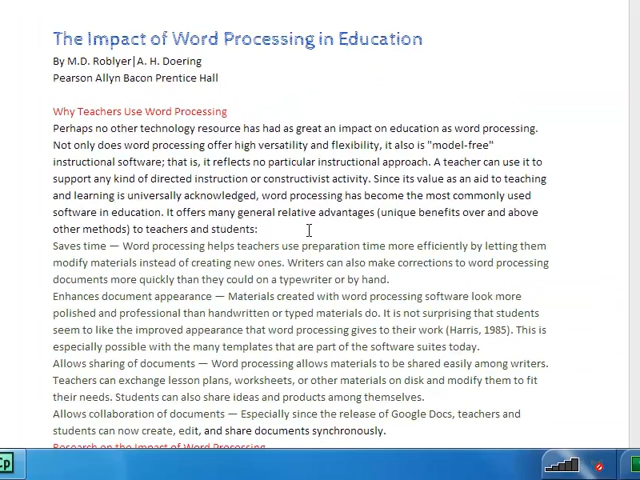 The Impact of Word Processing in Education
By M.D. Roblyer|A. H. Doering
Pearson Allyn Bacon Prentice Hall
Why Teachers Use Word Processing
Perhaps no other technology resource has had as great an impact on education as word processing.
Not only does word processing offer high versatility and flexibility, it also is "model-free"
instructional software; that is, it reflects no particular instructional approach. A teacher can use it to
support any kind of directed instruction or constructivist activity. Since its value as an aid to teaching
and learning is universally acknowledged, word processing has become the most commonly used
software in education. It offers many general relative advantages (unique benefits over and above
other methods) to teachers and students:
Saves time — Word processing helps teachers use preparation time more efficiently by letting them
modify materials instead of creating new ones. Writers can also make corrections to word processing
documents more quickly than they could on a typewriter or by hand.
Enhances document appearance — Materials created with word processing software look more
polished and professional than handwritten or typed materials do. It is not surprising that students
seem to like the improved appearance that word processing gives to their work (Harris, 1985). This is
especially possible with the many templates that are part of the software suites today.
Allows sharing of documents — Word processing allows materials to be shared easily among writers.
Teachers can exchange lesson plans, worksheets, or other materials on disk and modify them to fit
their needs. Students can also share ideas and products among themselves.
Allows collaboration of documents — Especially since the release of Google Docs, teachers and
students can now create, edit, and share documents synchronously.
Research on the Impact of Word Processing
Cp